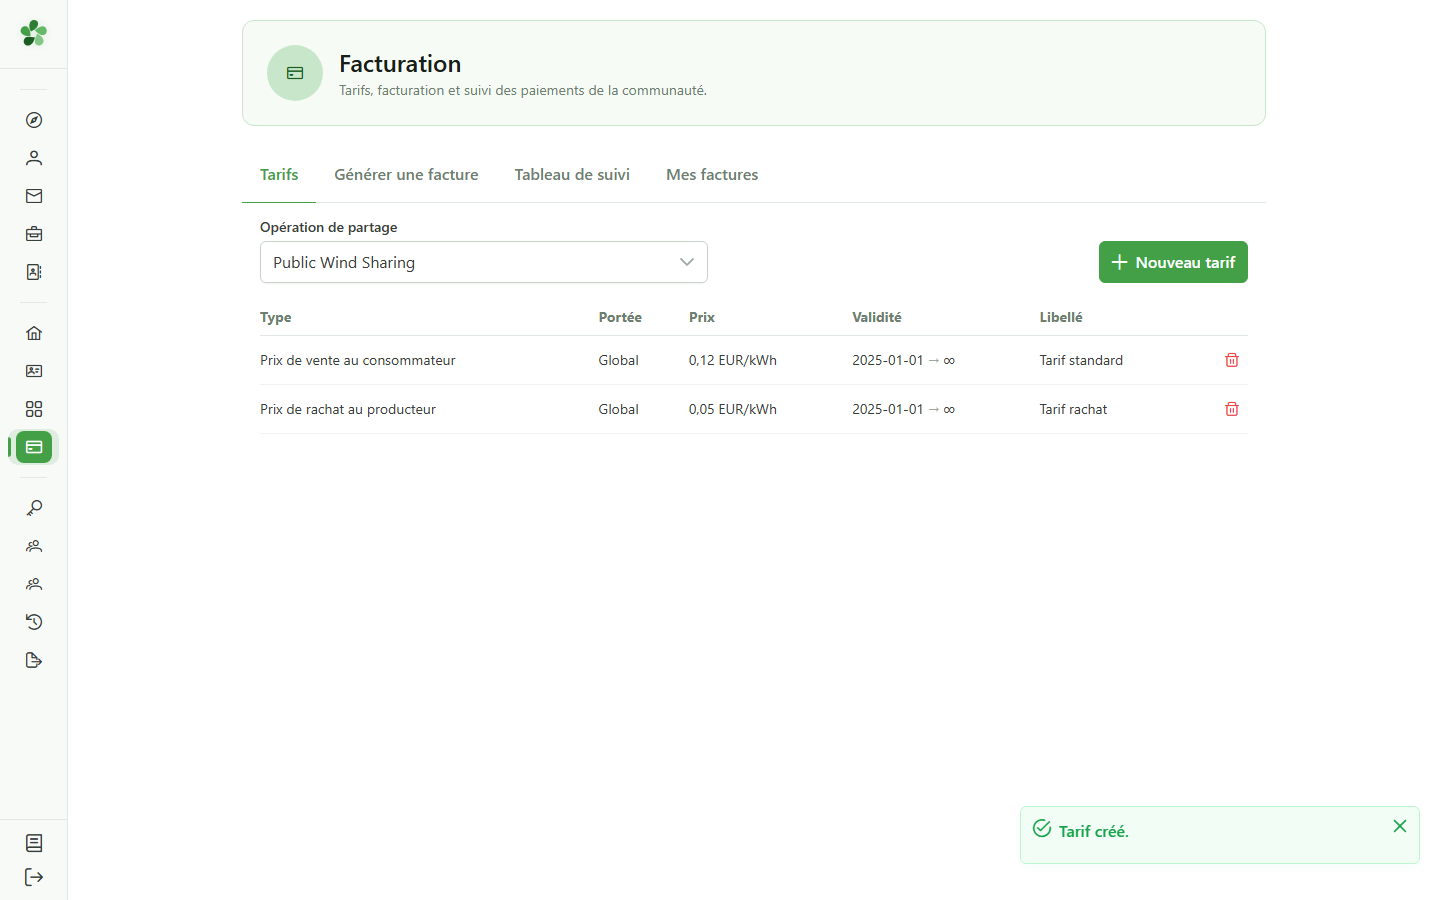 Facturation
Tarifs, facturation et suivi des paiements de la communauté.
Tarifs Générer une facture Tableau de suivi Mes factures
Opération de partage
Public Wind Sharing
Nouveau tarif
Type Portée Prix Validité Libellé
Prix de vente au consommateur Global 0,12 EUR/kWh 2025-01-01 → ∞ Tarif standard
Prix de rachat au producteur Global 0,05 EUR/kWh 2025-01-01 → ∞ Tarif rachat
Tarif créé.